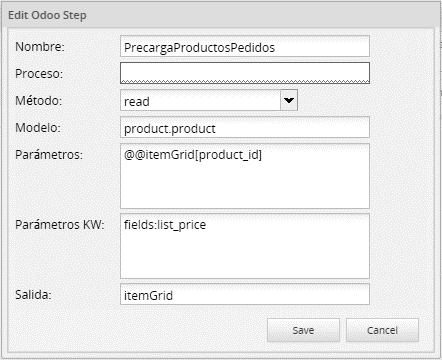 Edit Odoo Step
Nombre: PrecargaProductosPedidos
Proceso:
Método: read
Modelo: product.product
Parámetros: @@itemGrid[product_id]
Parámetros KW: fields:list_price
Salida: itemGrid
Save Cancel